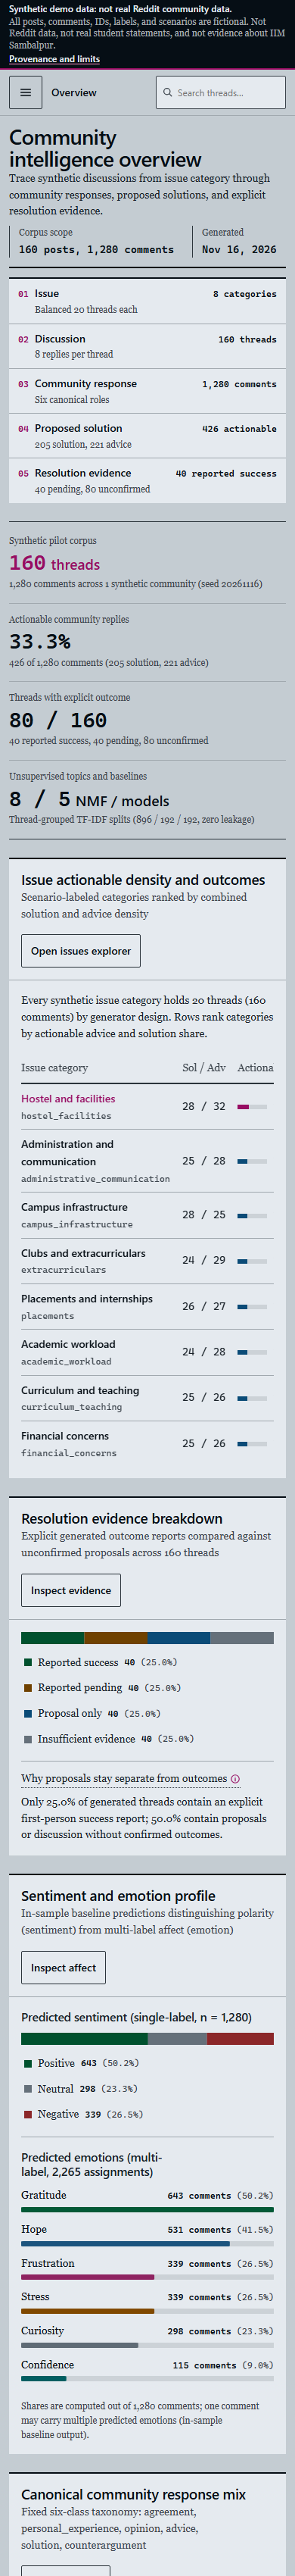 Synthetic demo data: not real Reddit community data.
All posts, comments, IDs, labels, and scenarios are fictional. Not
Reddit data, not real student statements, and not evidence about IIM
Sambalpur.
Provenance and limits
Overview
Search threads...
Community
intelligence overview
Trace synthetic discussions from issue category through
community responses, proposed solutions, and explicit
resolution evidence.
Corpus scope
160 posts, 1,280 comments
Generated
Nov 16, 2026
01 Issue 8 categories
Balanced 20 threads each
02 Discussion 160 threads
8 replies per thread
03 Community response 1,280 comments
Six canonical roles
04 Proposed solution 426 actionable
205 solution, 221 advice
05 Resolution evidence 40 reported success
40 pending, 80 unconfirmed
Synthetic pilot corpus
160 threads
1,280 comments across 1 synthetic community (seed 20261116)
Actionable community replies
33.3%
426 of 1,280 comments (205 solution, 221 advice)
Threads with explicit outcome
80 / 160
40 reported success, 40 pending, 80 unconfirmed
Unsupervised topics and baselines
8 / 5 NMF / models
Thread-grouped TF-IDF splits (896 / 192 / 192, zero leakage)
Issue actionable density and outcomes
Scenario-labeled categories ranked by combined
solution and advice density
Open issues explorer
Every synthetic issue category holds 20 threads (160
comments) by generator design. Rows rank categories
by actionable advice and solution share.
Issue category Sol / Adv Actiona
Hostel and facilities 28 / 32
hostel_facilities
Administration and
communication 25 / 28
administrative_communication
Campus infrastructure 28 / 25
campus_infrastructure
Clubs and extracurriculars 24 / 29
extracurriculars
Placements and internships 26 / 27
placements
Academic workload 24 / 28
academic_workload
Curriculum and teaching 25 / 26
curriculum_teaching
Financial concerns 25 / 26
financial_concerns
Resolution evidence breakdown
Explicit generated outcome reports compared against
unconfirmed proposals across 160 threads
Inspect evidence
Reported success 40 (25.0%)
Reported pending 40 (25.0%)
Proposal only 40 (25.0%)
Insufficient evidence 40 (25.0%)
Why proposals stay separate from outcomes
Only 25.0% of generated threads contain an explicit
first-person success report; 50.0% contain proposals
or discussion without confirmed outcomes.
Sentiment and emotion profile
In-sample baseline predictions distinguishing polarity
(sentiment) from multi-label affect (emotion)
Inspect affect
Predicted sentiment (single-label, n = 1,280)
Positive 643 (50.2%)
Neutral 298 (23.3%)
Negative 339 (26.5%)
Predicted emotions (multi-
label, 2,265 assignments)
Gratitude 643 comments (50.2%)
Hope 531 comments (41.5%)
Frustration 339 comments (26.5%)
Stress 339 comments (26.5%)
Curiosity 298 comments (23.3%)
Confidence 115 comments (9.0%)
Shares are computed out of 1,280 comments; one comment
may carry multiple predicted emotions (in-sample
baseline output).
Canonical community response mix
Fixed six-class taxonomy: agreement,
personal_experience, opinion, advice,
solution, counterargument